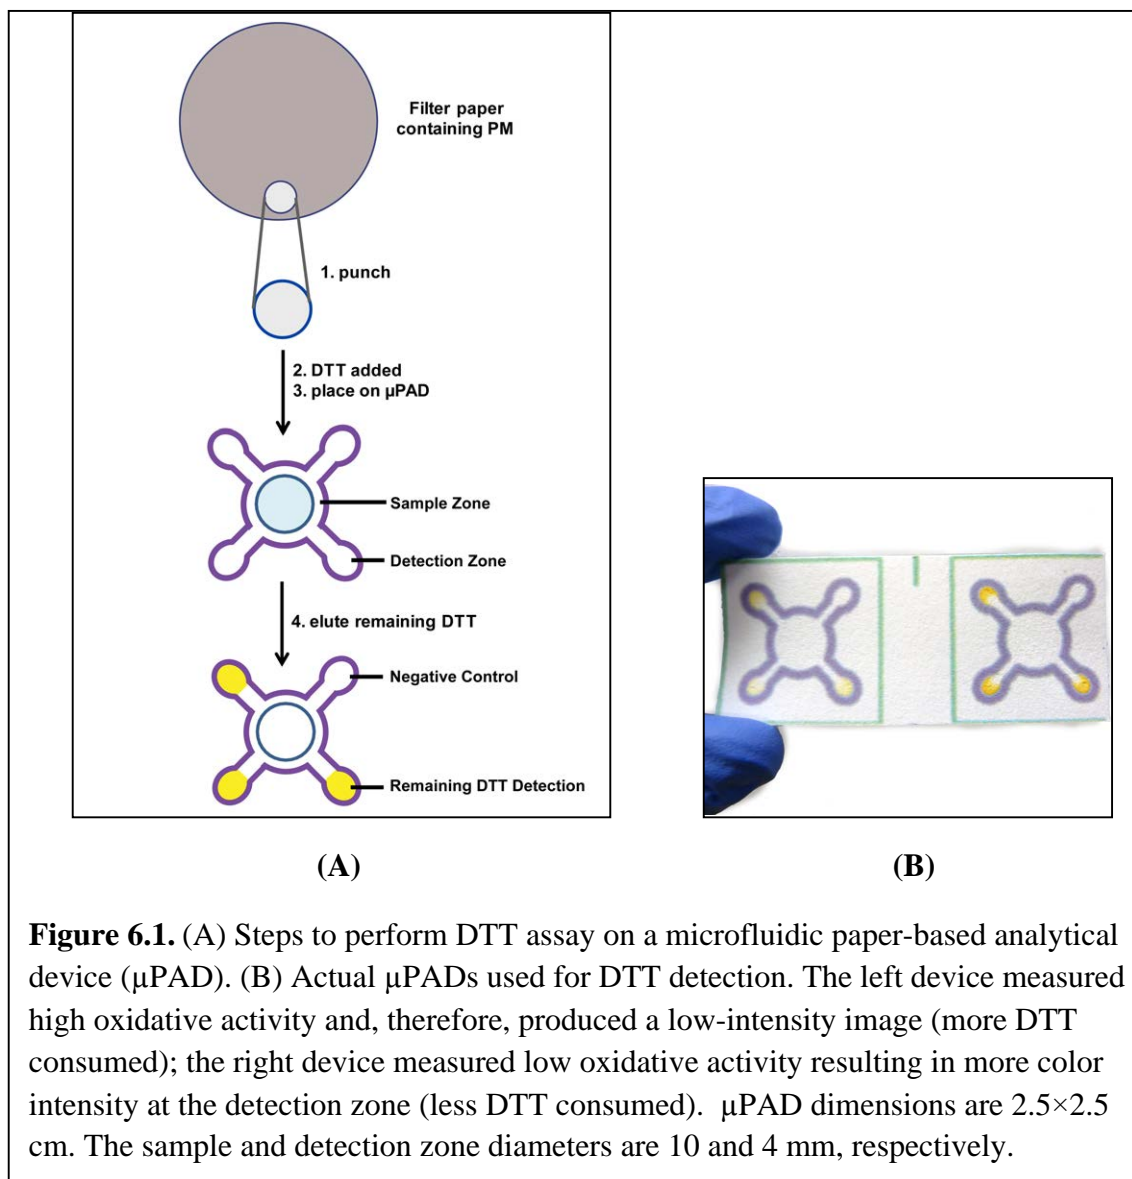 Filter paper
containing PM
1. punch
2. DTT added
3. place on µPAD
Sample Zone
Detection Zone
4. elute remaining DTT
Negative Control
Remaining DTT Detection
(A)
(B)
Figure 6.1. (A) Steps to perform DTT assay on a microfluidic paper-based analytical
device (µPAD). (B) Actual µPADs used for DTT detection. The left device measured
high oxidative activity and, therefore, produced a low-intensity image (more DTT
consumed); the right device measured low oxidative activity resulting in more color
intensity at the detection zone (less DTT consumed).  µPAD dimensions are 2.5×2.5
cm. The sample and detection zone diameters are 10 and 4 mm, respectively.